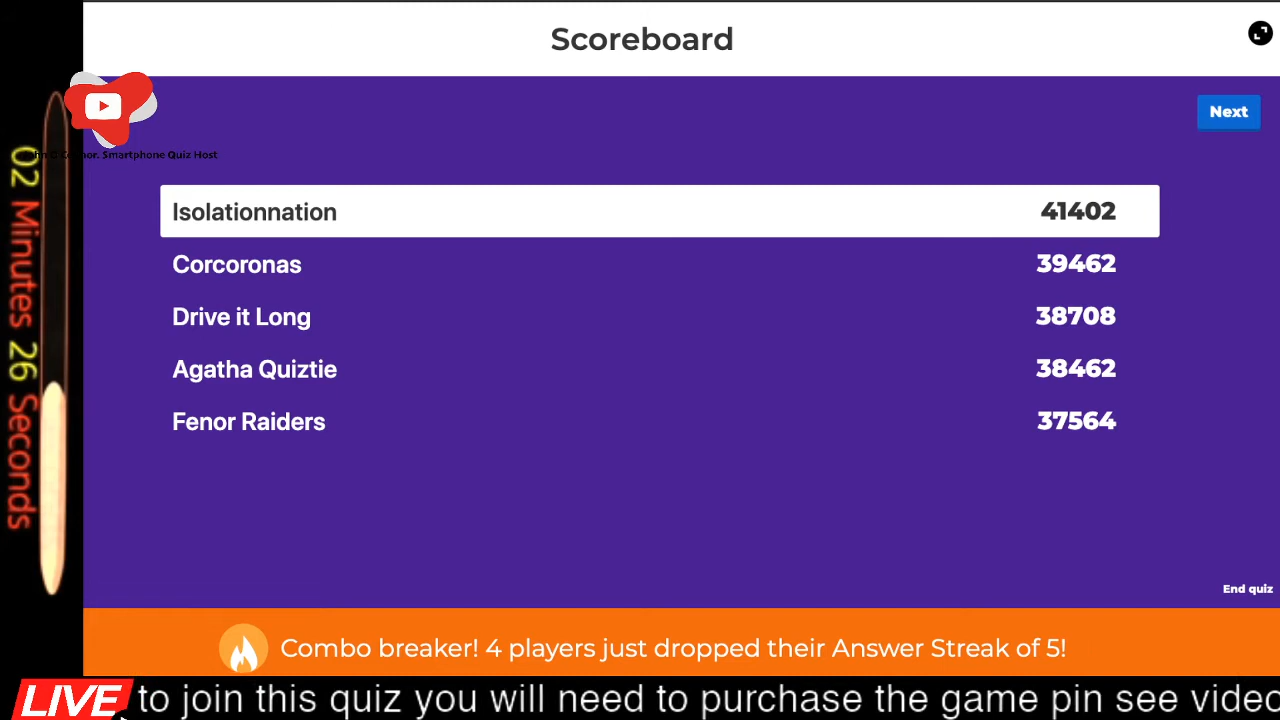 Scoreboard
Next
Smartphone Quiz Host
02 Minutes 26 Seconds
Isolationnation 41402
Corcoronas 39462
Drive it Long 38708
Agatha Quiztie 38462
Fenor Raiders 37564
End quiz
Combo breaker! 4 players just dropped their Answer Streak of 5!
LIVE to join this quiz you will need to purchase the game pin see video